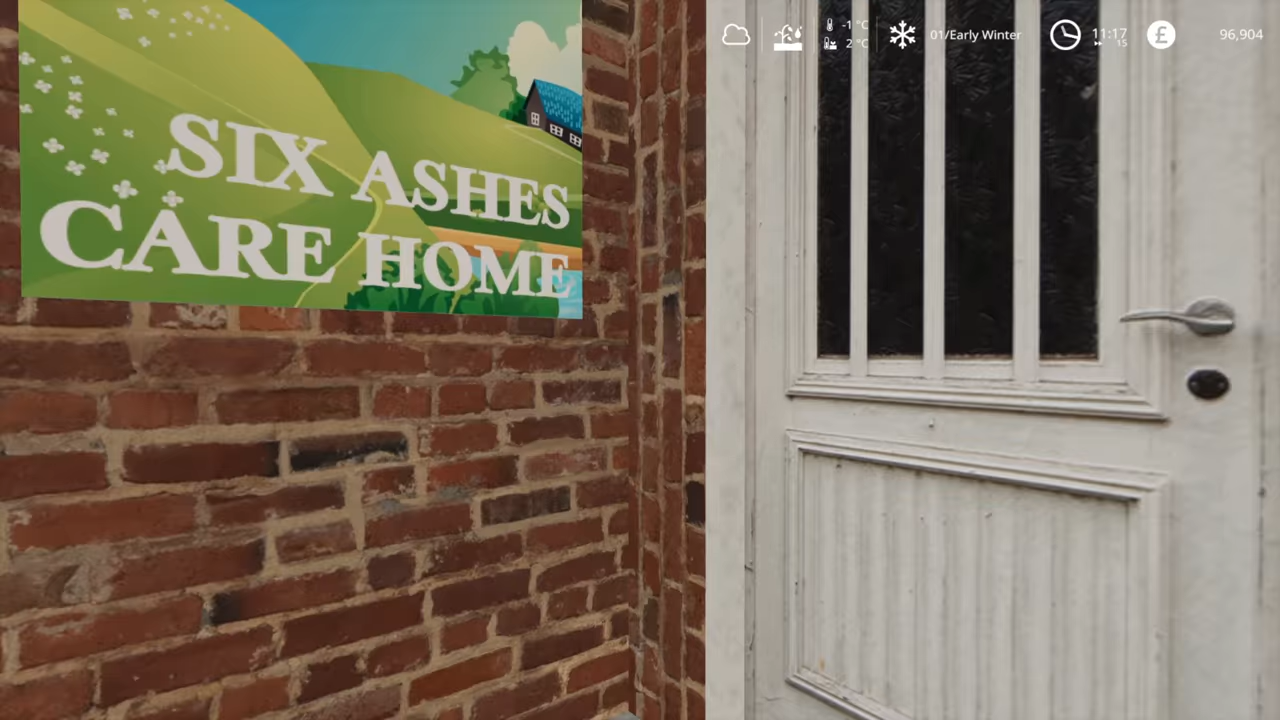 SIX ASHES
CARE HOME
-1 °C
2 °C
01/Early Winter
11:17
15
£
96,904